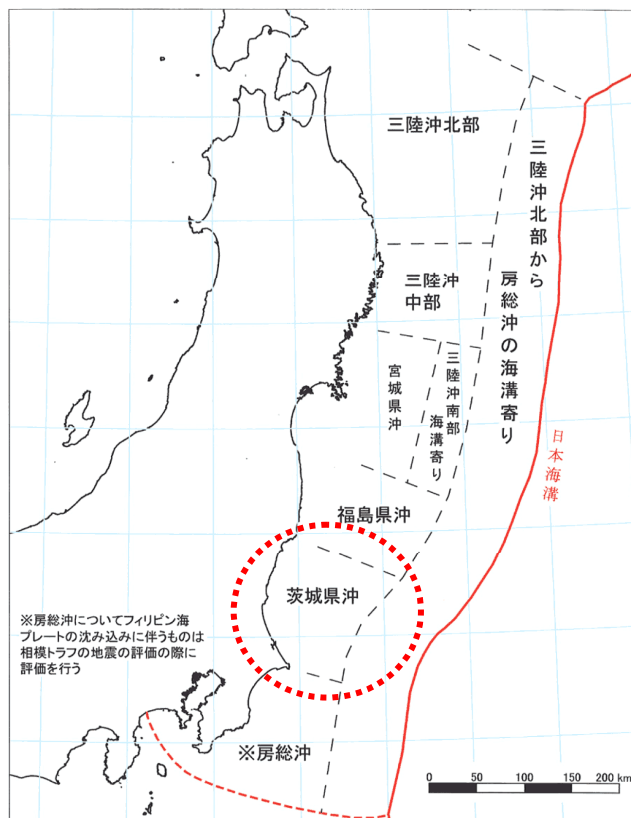 三陸沖北部
三陸沖北部から
房総沖の海溝寄り
三陸沖
中部
三陸沖南部
海溝寄り
宮城県沖
日本海溝
福島県沖
茨城県沖
※房総沖についてフィリピン海
プレートの沈み込みに伴うものは
相模トラフの地震の評価の際に
評価を行う
※房総沖
0 50 100 150 200 km